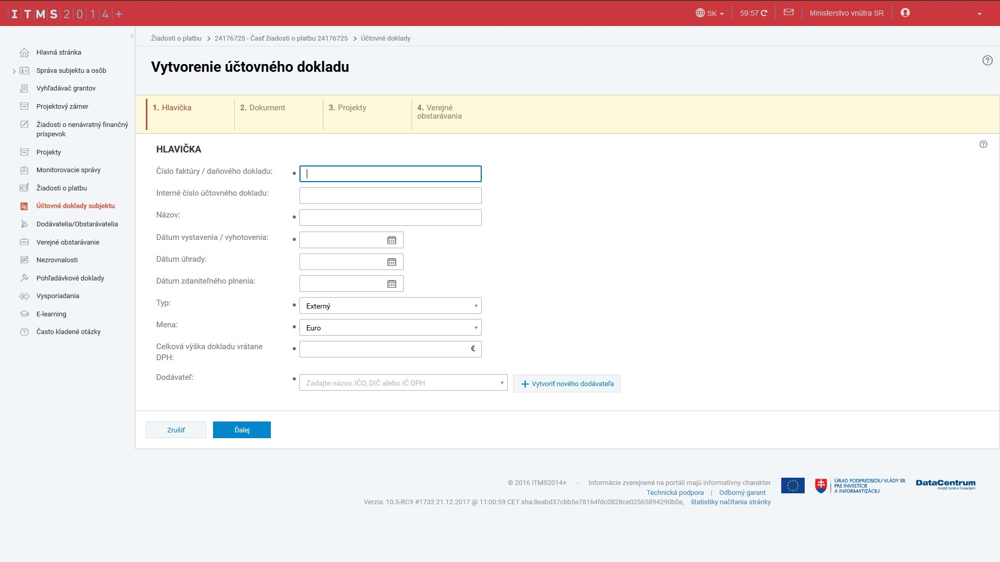 ITMS2014+
SK
59:57
Ministerstvo vnútra SR
Žiadosti o platbu > 24176725 - Časť žiadosti o platbu 24176725 > Účtovné doklady
Vytvorenie účtovného dokladu
Hlavná stránka
Správa subjektu a osôb
Vyhľadávač grantov
Projektový zámer
Žiadosti o nenávratný finančný
príspevok
Projekty
Monitorovacie správy
Žiadosti o platbu
Účtovné doklady subjektu
Dodávatelia/Obstarávatelia
Verejné obstarávanie
Nezrovnalosti
Pohľadávkové doklady
Vysporiadania
E-learning
Často kladené otázky
1. Hlavička
2. Dokument
3. Projekty
4. Verejné
obstarávania
HLAVIČKA
Číslo faktúry / daňového dokladu:
Interné číslo účtovného dokladu:
Názov:
Dátum vystavenia / vyhotovenia:
Dátum úhrady:
Dátum zdaniteľného plnenia:
Typ: Externý
Mena: Euro
Celková výška dokladu vrátane
DPH: €
Dodávateľ: Zadajte názov, IČO, DIČ alebo IČ DPH
+ Vytvoriť nového dodávateľa
Zrušiť
Ďalej
© 2016 ITMS2014+ - Informácie zverejnené na portáli majú informatívny charakter
Technická podpora | Odborný garant
Verzia: 10.5-RC9 #1733 21.12.2017 @ 11:00:59 CET sha:8eabd37cbb5e78164fdc0828ce02565894290b0e, štatistiky načítania stránky
ÚRAD PODPREDSEDU VLÁDY SR
PRE INVESTÍCIE
A INFORMATIZÁCIU
DataCentrum
medzi Vami a financiami